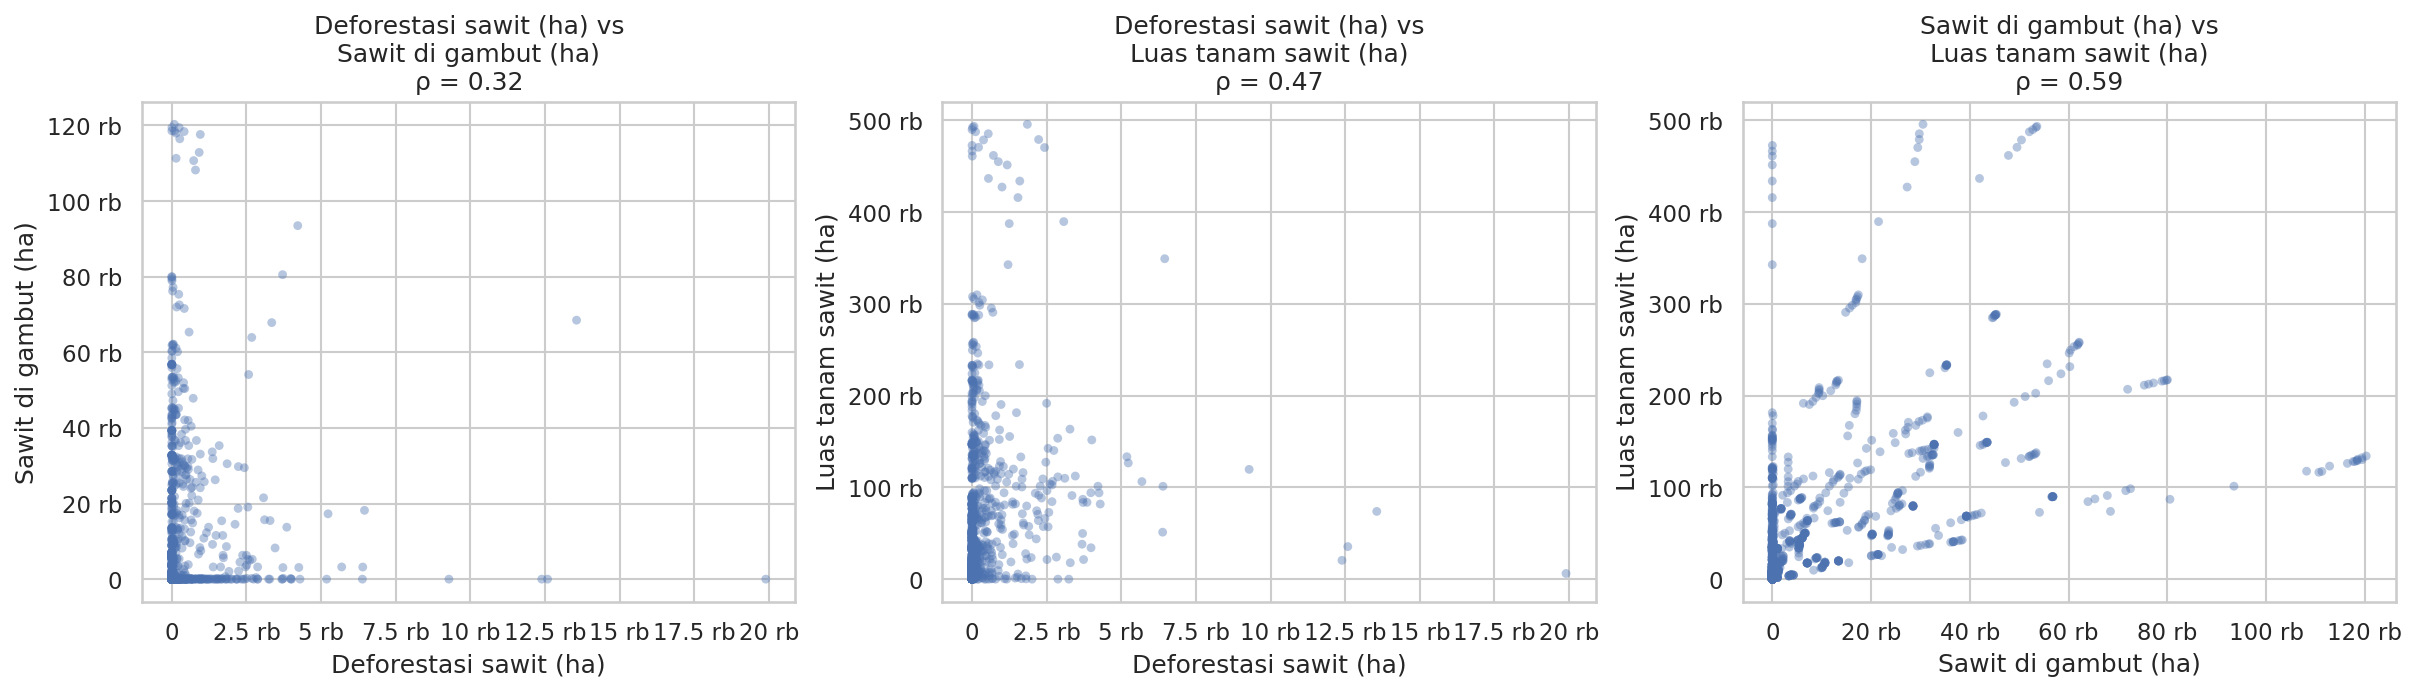 Deforestasi sawit (ha) vs
Sawit di gambut (ha)
ρ = 0.32
120 rb
100 rb
80 rb
60 rb
40 rb
20 rb
0
Sawit di gambut (ha)
0 2.5 rb 5 rb 7.5 rb 10 rb 12.5 rb 15 rb 17.5 rb 20 rb
Deforestasi sawit (ha)
Deforestasi sawit (ha) vs
Luas tanam sawit (ha)
ρ = 0.47
500 rb
400 rb
300 rb
200 rb
100 rb
0
Luas tanam sawit (ha)
0 2.5 rb 5 rb 7.5 rb 10 rb 12.5 rb 15 rb 17.5 rb 20 rb
Deforestasi sawit (ha)
Sawit di gambut (ha) vs
Luas tanam sawit (ha)
ρ = 0.59
500 rb
400 rb
300 rb
200 rb
100 rb
0
Luas tanam sawit (ha)
0 20 rb 40 rb 60 rb 80 rb 100 rb 120 rb
Sawit di gambut (ha)